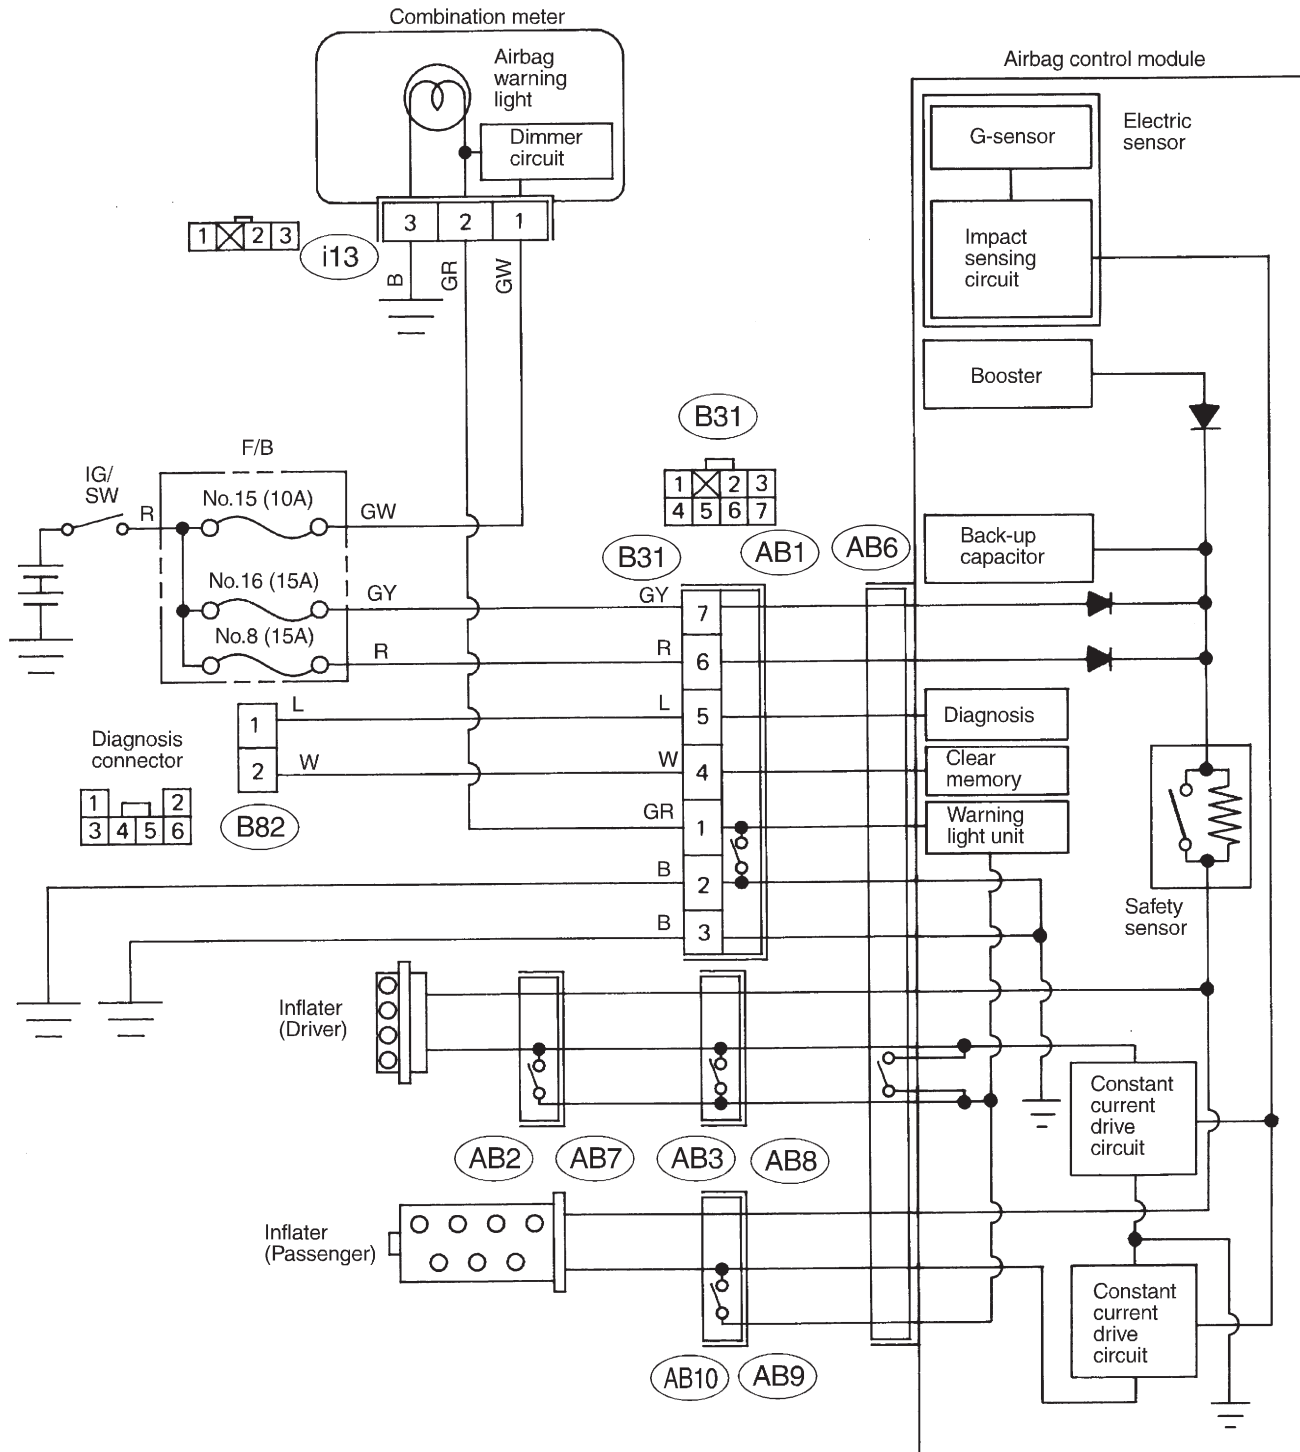 Combination meter
Airbag
warning
light
Dimmer
circuit
3 2 1
1 2 3
i13
B
GR
GW
Airbag control module
G-sensor
Electric
sensor
Impact
sensing
circuit
Booster
B31
1 2 3
4 5 6 7
F/B
IG/
SW
R
No.15 (10A)
GW
No.16 (15A)
GY
No.8 (15A)
R
B31
AB1
AB6
Back-up
capacitor
GY
7
R
6
L
L
5
Diagnosis
W
W
4
Clear
memory
GR
1
Warning
light unit
B
2
B
3
Diagnosis
connector
1
2
1 2
3 4 5 6
B82
Safety
sensor
Inflater
(Driver)
AB2
AB7
AB3
AB8
Constant
current
drive
circuit
Inflater
(Passenger)
Constant
current
drive
circuit
AB10
AB9